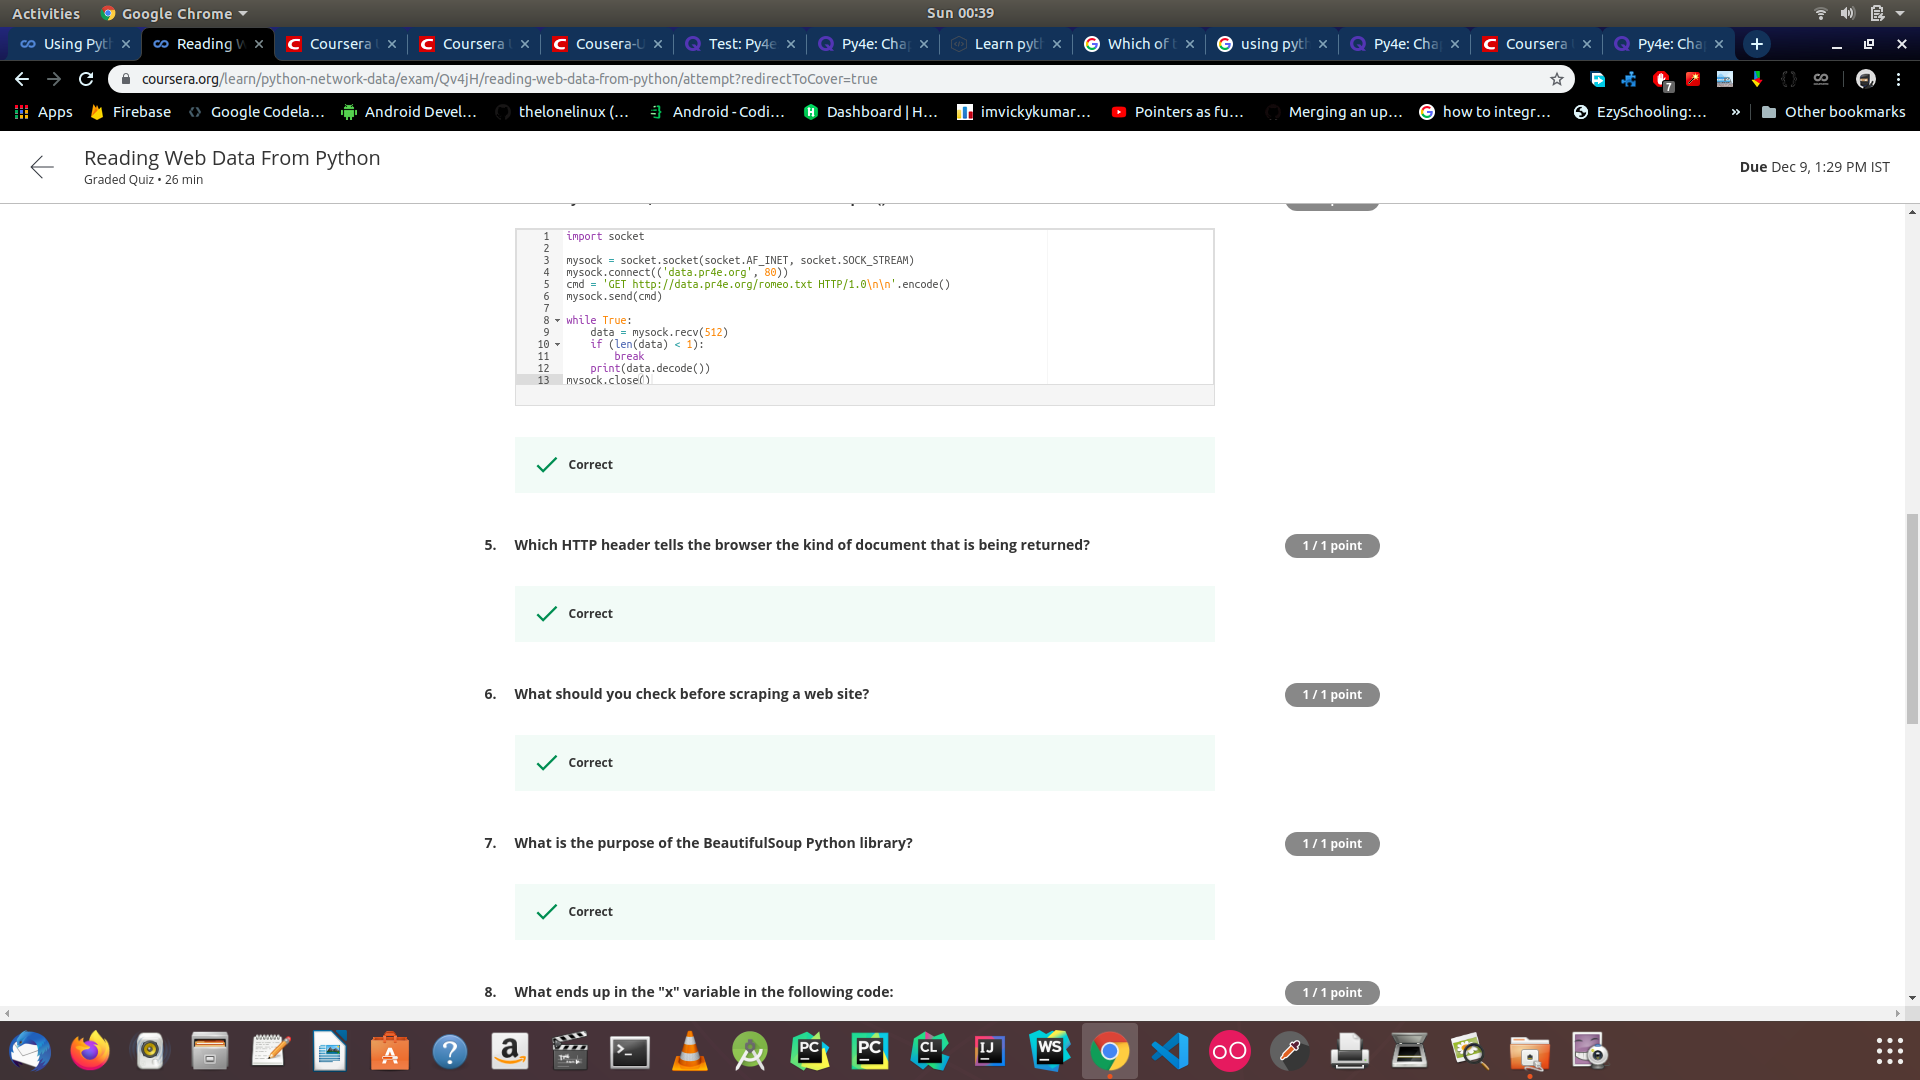 Activities
Google Chrome
Sun 00:39
Using Pyt
Reading W
Coursera
Coursera
Cousera-U
Test: Py4e
Py4e: Cha
Learn pyt
Which of
using pyt
Py4e: Cha
Coursera
Py4e: Cha
coursera.org/learn/python-network-data/exam/Qv4jH/reading-web-data-from-python/attempt?redirectToCover=true
7
Apps
Firebase
Google Codela...
Android Devel...
thelonelinux (...
Android - Codi...
Dashboard | H...
imvickykumar...
Pointers as fu...
Merging an up...
how to integr...
EzySchooling:...
»
Other bookmarks
Reading Web Data From Python
Graded Quiz • 26 min
Due Dec 9, 1:29 PM IST
1 import socket
2
3 mysock = socket.socket(socket.AF_INET, socket.SOCK_STREAM)
4 mysock.connect(('data.pr4e.org', 80))
5 cmd = 'GET http://data.pr4e.org/romeo.txt HTTP/1.0\n\n'.encode()
6 mysock.send(cmd)
7
8 while True:
9     data = mysock.recv(512)
10     if (len(data) < 1):
11         break
12     print(data.decode())
13 mysock.close()
Correct
5. Which HTTP header tells the browser the kind of document that is being returned?
1 / 1 point
Correct
6. What should you check before scraping a web site?
1 / 1 point
Correct
7. What is the purpose of the BeautifulSoup Python library?
1 / 1 point
Correct
8. What ends up in the "x" variable in the following code:
1 / 1 point
PC
PC
CL
IJ
WS